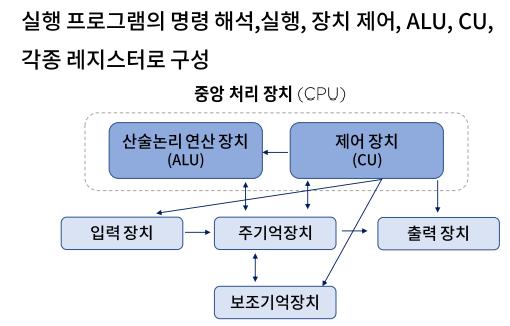 실행 프로그램의 명령 해석,실행, 장치 제어, ALU, CU,
각종 레지스터로 구성
중앙 처리 장치 (CPU)
산술논리 연산 장치
(ALU)
제어 장치
(CU)
입력 장치
주기억장치
출력 장치
보조기억장치